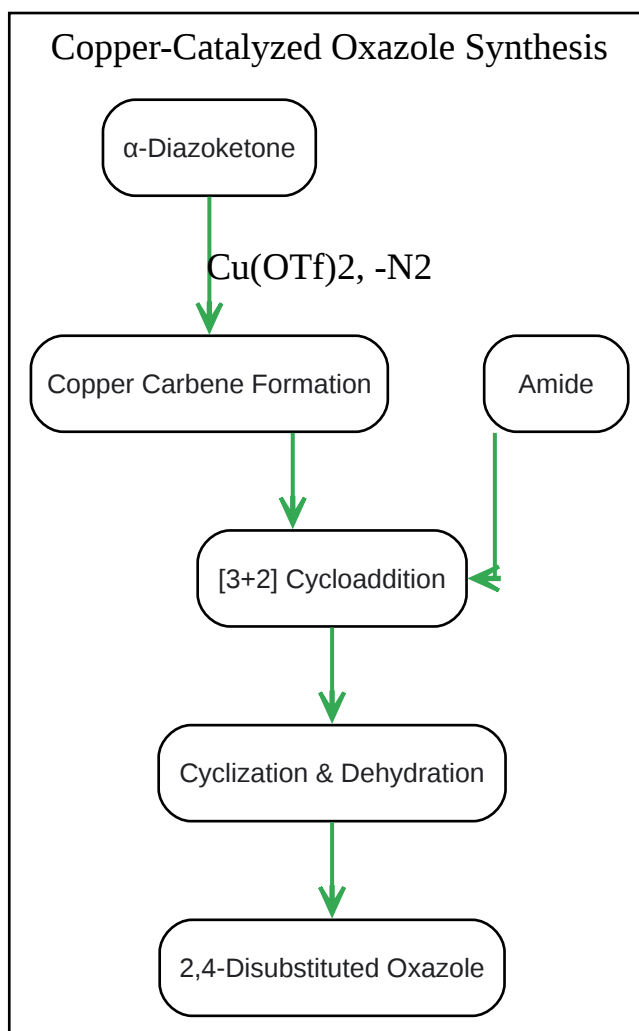 Copper-Catalyzed Oxazole Synthesis
α-Diazoketone
Cu(OTf)2, -N2
Copper Carbene Formation
Amide
[3+2] Cycloaddition
Cyclization & Dehydration
2,4-Disubstituted Oxazole